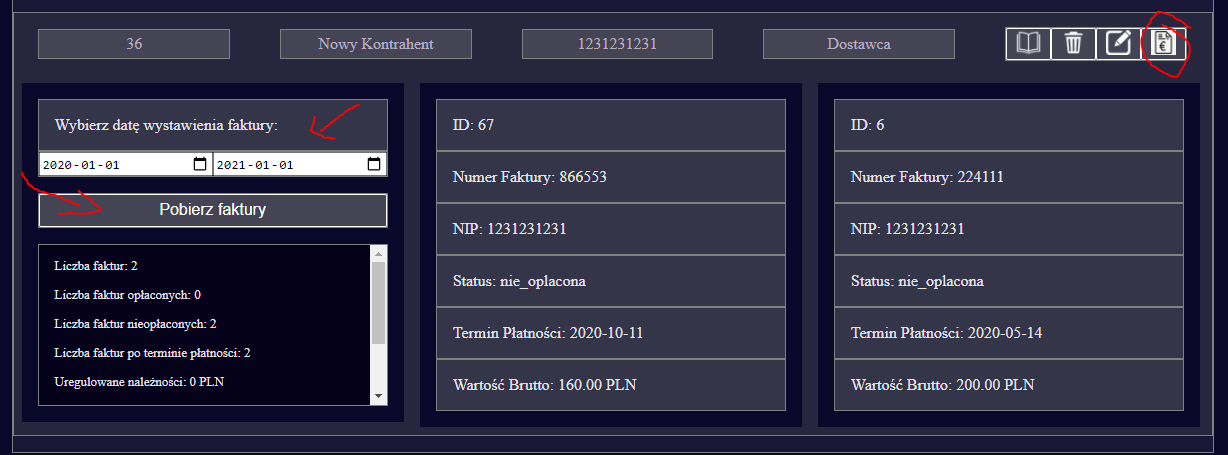 36
Nowy Kontrahent
1231231231
Dostawca
€
Wybierz datę wystawienia faktury:
2020-01-01
2021-01-01
Pobierz faktury
Liczba faktur: 2
Liczba faktur opłaconych: 0
Liczba faktur nieopłaconych: 2
Liczba faktur po terminie płatności: 2
Uregulowane należności: 0 PLN
ID: 67
Numer Faktury: 866553
NIP: 1231231231
Status: nie_oplacona
Termin Płatności: 2020-10-11
Wartość Brutto: 160.00 PLN
ID: 6
Numer Faktury: 224111
NIP: 1231231231
Status: nie_oplacona
Termin Płatności: 2020-05-14
Wartość Brutto: 200.00 PLN